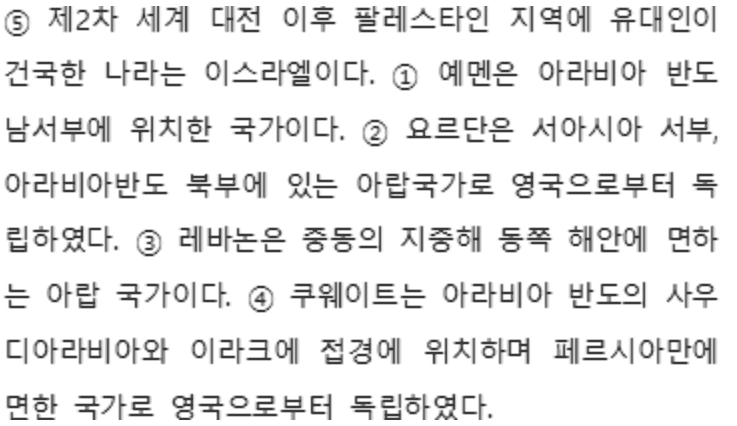 ⑤ 제2차 세계 대전 이후 팔레스타인 지역에 유대인이
건국한 나라는 이스라엘이다. ① 예멘은 아라비아 반도
남서부에 위치한 국가이다. ② 요르단은 서아시아 서부,
아라비아반도 북부에 있는 아랍국가로 영국으로부터 독
립하였다. ③ 레바논은 중동의 지중해 동쪽 해안에 면하
는 아랍 국가이다. ④ 쿠웨이트는 아라비아 반도의 사우
디아라비아와 이라크에 접경에 위치하며 페르시아만에
면한 국가로 영국으로부터 독립하였다.